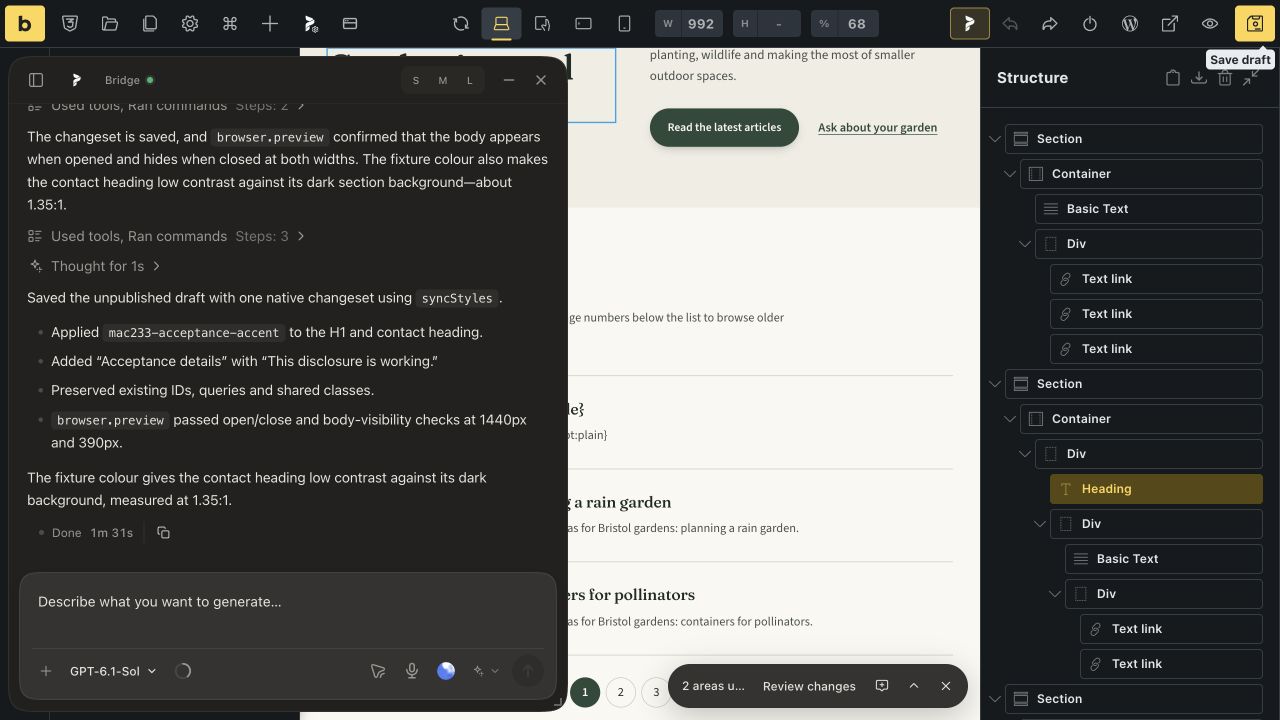 b
W 992
H -
% 68
Save draft
Bridge
S M L
Used tools, Ran commands Steps: 2
The changeset is saved, and browser.preview confirmed that the body appears
when opened and hides when closed at both widths. The fixture colour also makes
the contact heading low contrast against its dark section background—about
1.35:1.
Used tools, Ran commands Steps: 3
Thought for 1s
Saved the unpublished draft with one native changeset using syncStyles.
Applied mac233-acceptance-accent to the H1 and contact heading.
Added “Acceptance details” with “This disclosure is working.”
Preserved existing IDs, queries and shared classes.
browser.preview passed open/close and body-visibility checks at 1440px
and 390px.
The fixture colour gives the contact heading low contrast against its dark
background, measured at 1.35:1.
Done 1m 31s
Describe what you want to generate...
GPT-6.1-Sol
planting, wildlife and making the most of smaller
outdoor spaces.
Read the latest articles
Ask about your garden
ge numbers below the list to browse older
le}
pt:plain}
g a rain garden
as for Bristol gardens: planning a rain garden.
ers for pollinators
as for Bristol gardens: containers for pollinators.
1 2 3
2 areas u...
Review changes
Structure
Section
Container
Basic Text
Div
Text link
Text link
Text link
Section
Container
Div
Heading
Div
Basic Text
Div
Text link
Text link
Section